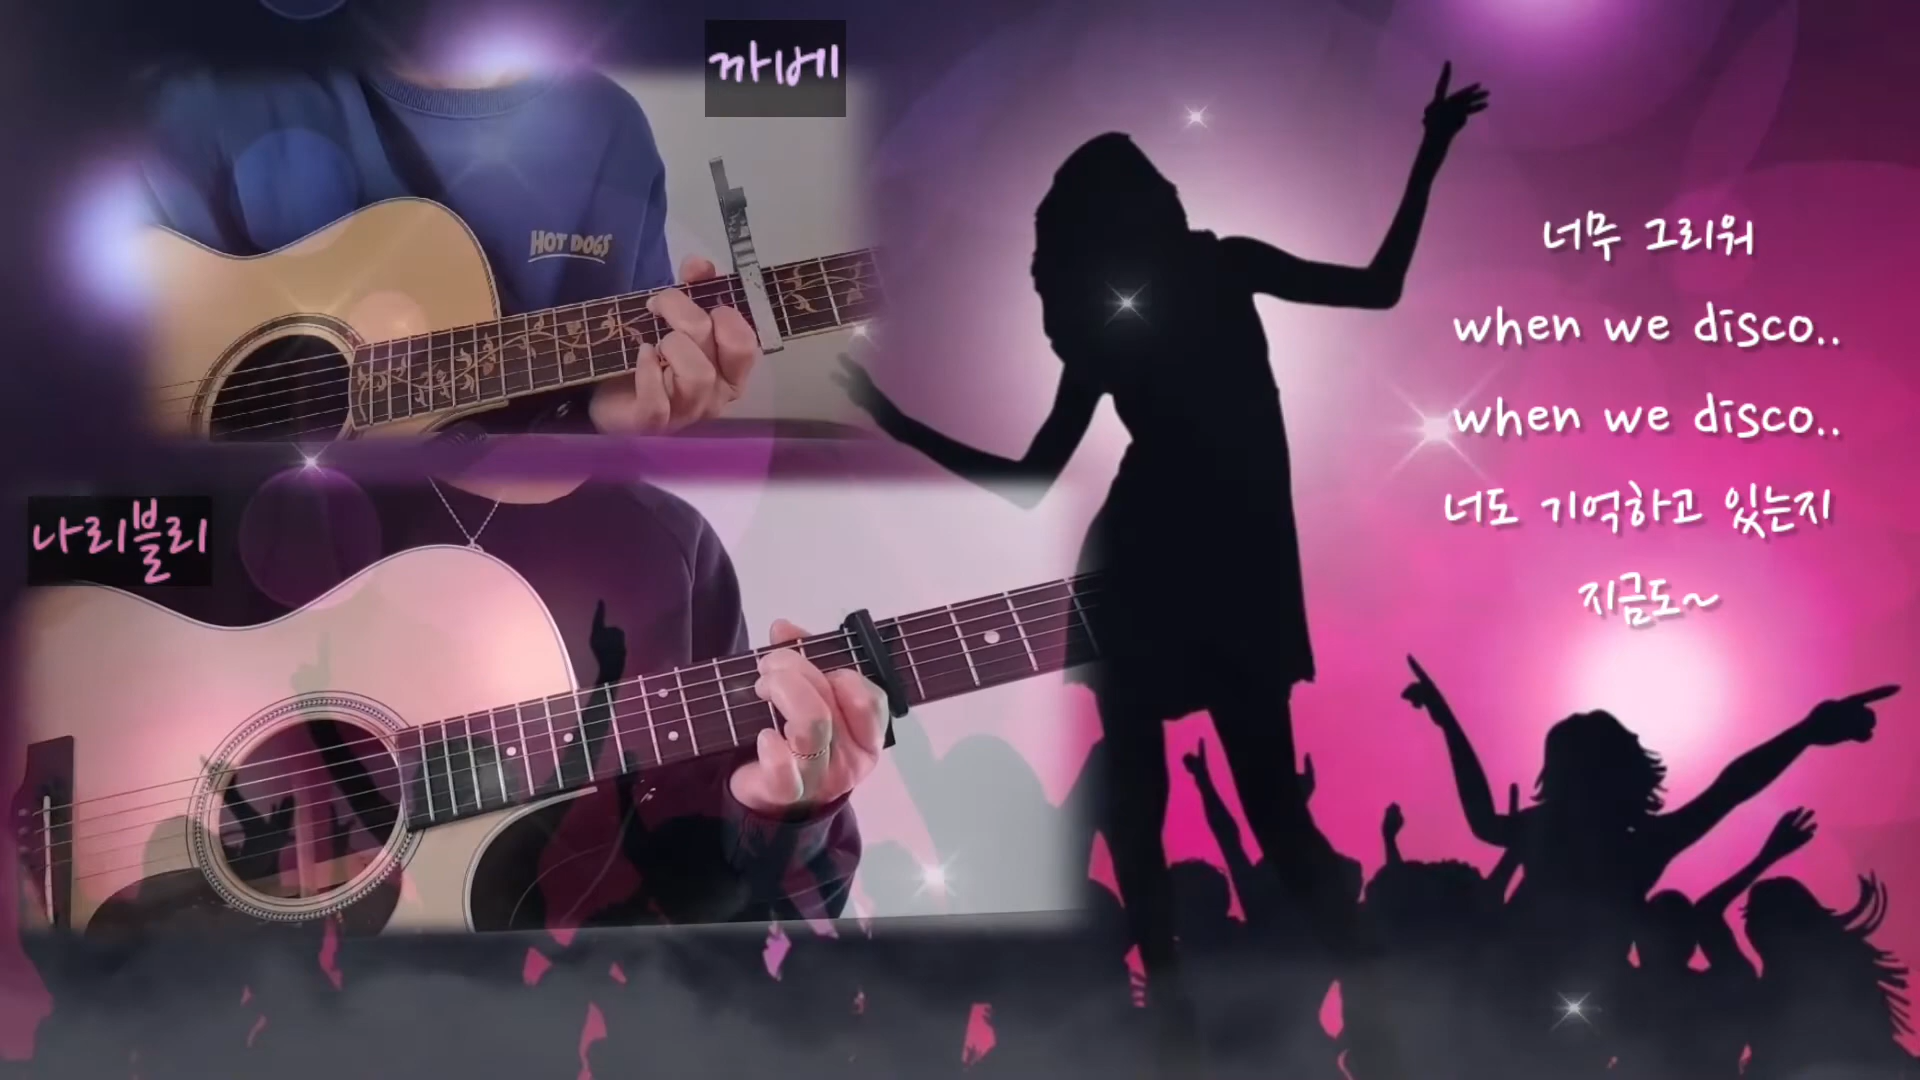 까베
HOT DOGS
나리블리
너무 그리워
when we disco..
when we disco..
너도 기억하고 있는지
지금도~